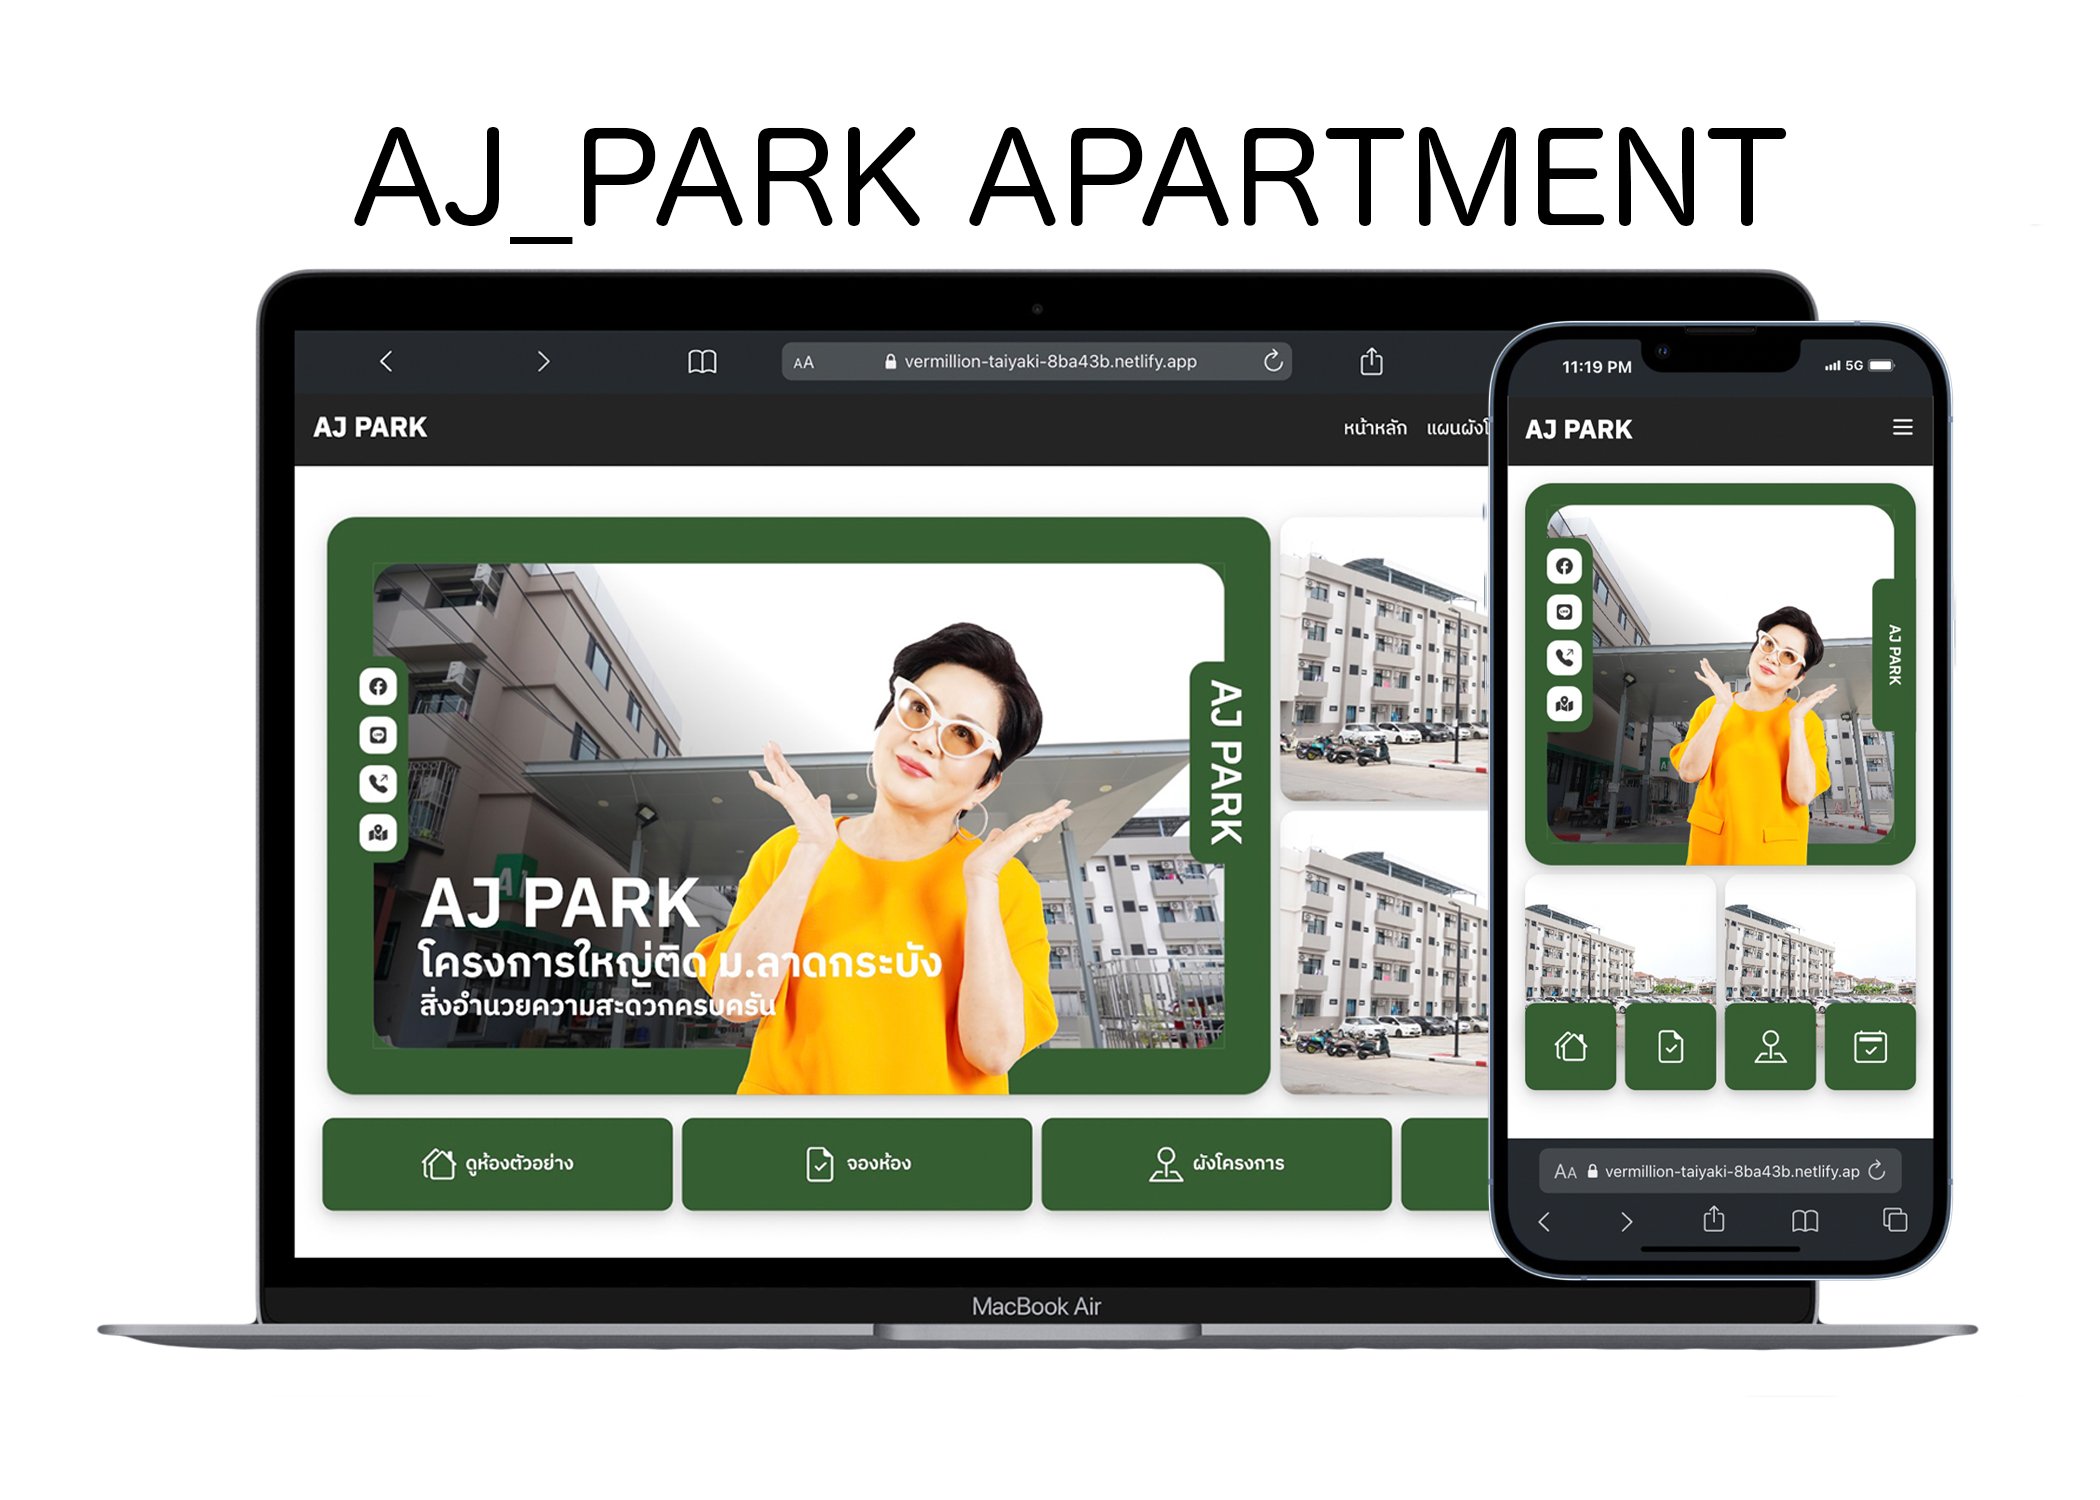 AJ_PARK APARTMENT
AA vermillion-taiyaki-8ba43b.netlify.app
AJ PARK
หน้าหลัก
AJ PARK
AJ PARK
โครงการใหญ่ติด ม.ลาดกระบัง
สิ่งอำนวยความสะดวกครบครัน
ดูห้องตัวอย่าง
จองห้อง
ผังโครงการ
MacBook Air
11:19 PM
5G
AJ PARK
AJ PARK
AA vermillion-taiyaki-8ba43b.netlify.ap